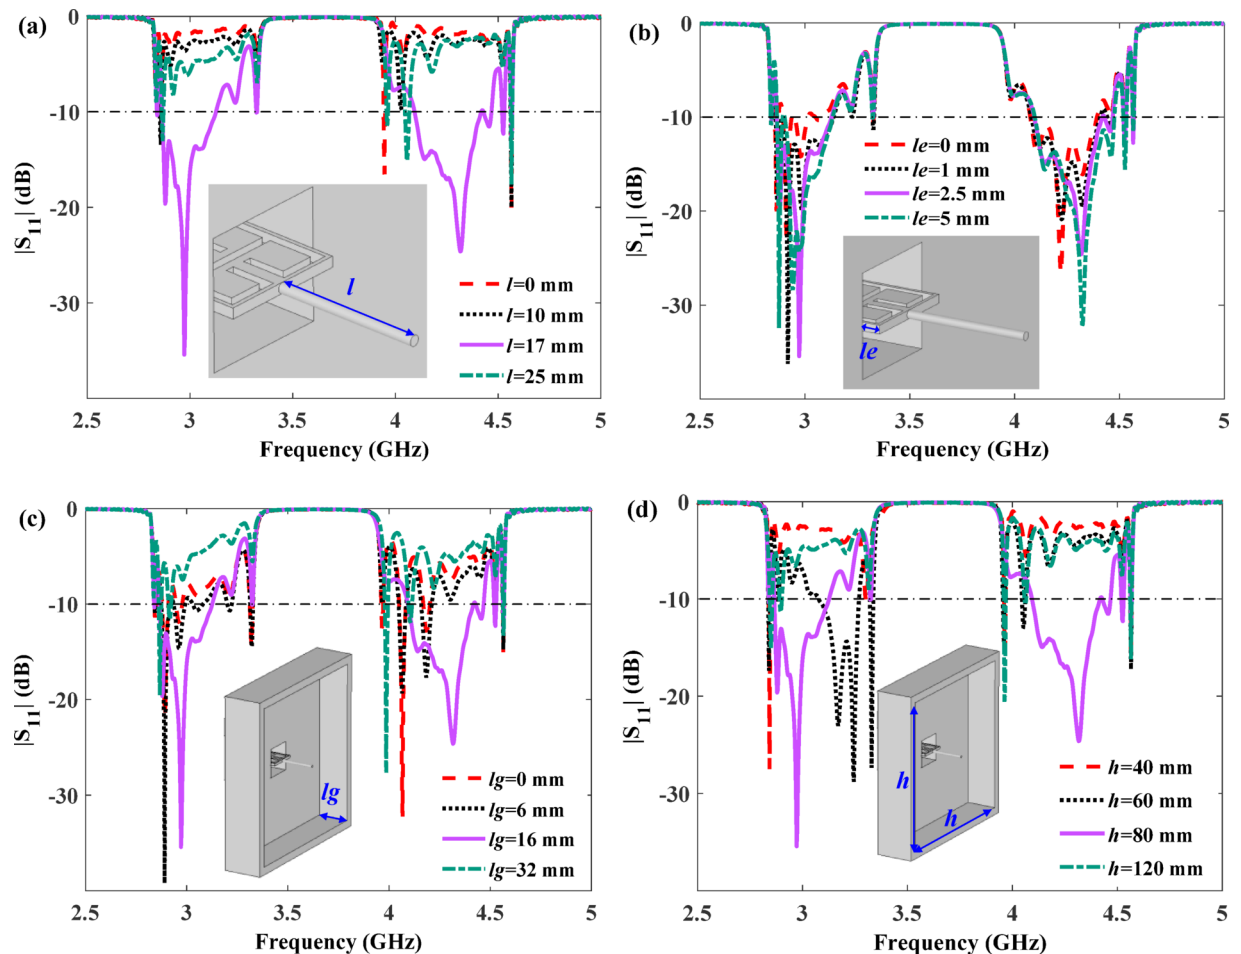 (a)
0
-10
-20
-30
|S11| (dB)
l
l=0 mm
l=10 mm
l=17 mm
l=25 mm
2.5 3 3.5 4 4.5 5
Frequency (GHz)
(b)
0
-10
-20
-30
|S11| (dB)
le=0 mm
le=1 mm
le=2.5 mm
le=5 mm
le
2.5 3 3.5 4 4.5 5
Frequency (GHz)
(c)
0
-10
-20
-30
|S11| (dB)
lg
lg=0 mm
lg=6 mm
lg=16 mm
lg=32 mm
2.5 3 3.5 4 4.5 5
Frequency (GHz)
(d)
0
-10
-20
-30
|S11| (dB)
h
h
h=40 mm
h=60 mm
h=80 mm
h=120 mm
2.5 3 3.5 4 4.5 5
Frequency (GHz)